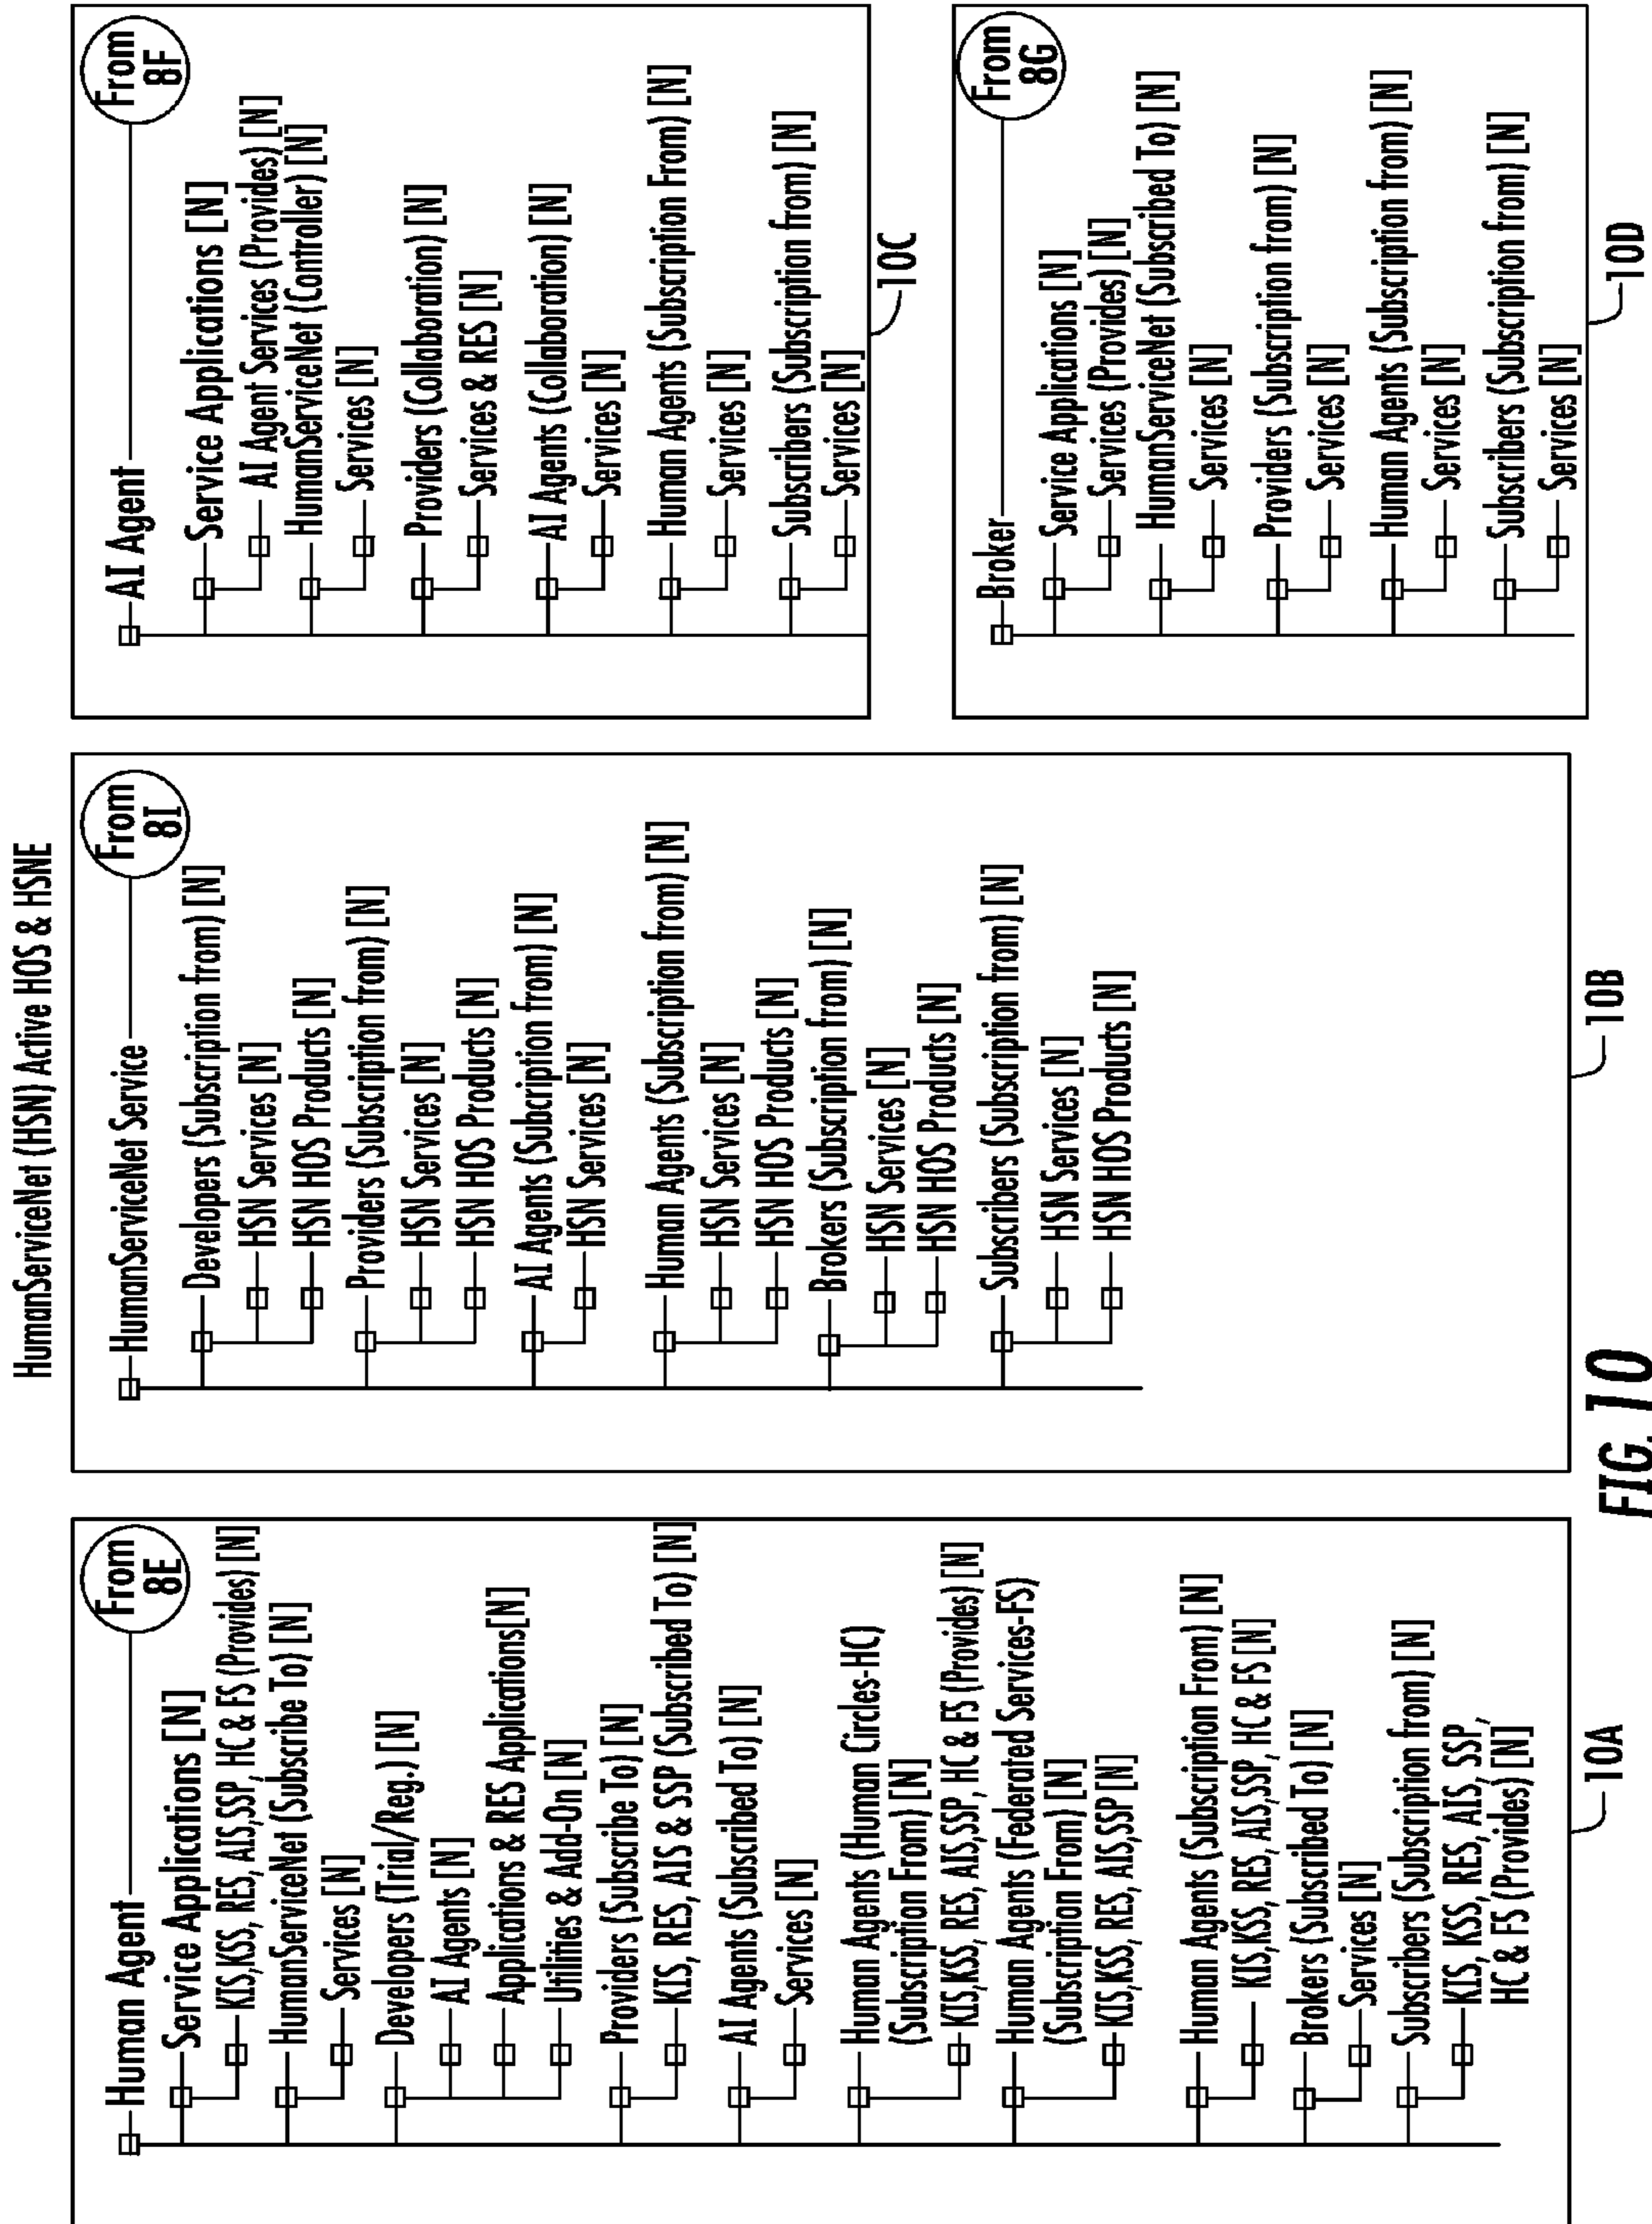 HumanServiceNet (HSN) Active HOS & HSNE
Human Agent
From
8E
Service Applications [N]
KIS,KSS, RES, AIS,SSP, HC & FS (Provides) [N]
HumanServiceNet (Subscribe To) [N]
Services [N]
Developers (Trial/Reg.) [N]
AI Agents [N]
Applications & RES Applications[N]
Utilities & Add-On [N]
Providers (Subscribe To) [N]
KIS, RES, AIS & SSP (Subscribed To) [N]
AI Agents (Subscribed To) [N]
Services [N]
Human Agents (Human Circles-HC)
(Subscription From) [N]
KIS,KSS, RES, AIS,SSP, HC & FS (Provides) [N]
Human Agents (Federated Services-FS)
(Subscription From) [N]
KIS,KSS, RES, AIS,SSP [N]
Human Agents (Subscription From) [N]
KIS,KSS, RES, AIS,SSP, HC & FS [N]
Brokers (Subscribed To) [N]
Services [N]
Subscribers (Subscription from) [N]
KIS, KSS, RES, AIS, SSP,
HC & FS (Provides) [N]
10A
HumanServiceNet Service
From
8I
Developers (Subscription from) [N]
HSN Services [N]
HSN HOS Products [N]
Providers (Subscription from) [N]
HSN Services [N]
HSN HOS Products [N]
AI Agents (Subcription from) [N]
HSN Services [N]
Human Agents (Subscription from) [N]
HSN Services [N]
HSN HOS Products [N]
Brokers (Subscription from) [N]
HSN Services [N]
HSN HOS Products [N]
Subscribers (Subscription from) [N]
HSN Services [N]
HSN HOS Products [N]
10B
AI Agent
From
8F
Service Applications [N]
AI Agent Services (Provides) [N]
HumanServiceNet (Controller) [N]
Services [N]
Providers (Collaboration) [N]
Services & RES [N]
AI Agents (Collaboration) [N]
Services [N]
Human Agents (Subscription From) [N]
Services [N]
Subscribers (Subscription from) [N]
Services [N]
10C
Broker
From
8G
Service Applications [N]
Services (Provides) [N]
HumanServiceNet (Subscribed To) [N]
Services [N]
Providers (Subscription from) [N]
Services [N]
Human Agents (Subscription from) [N]
Services [N]
Subscribers (Subscription from) [N]
Services [N]
10D
FIG. 10